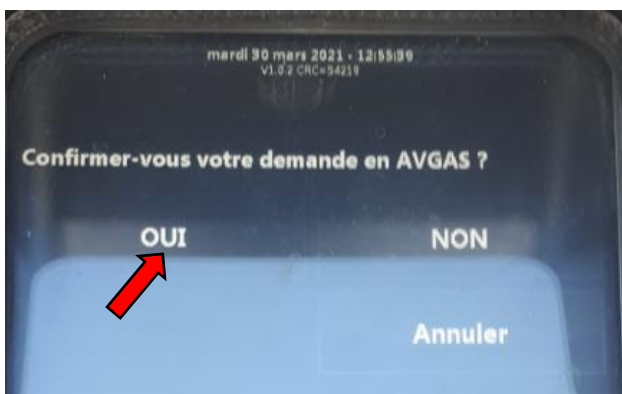 mardi 30 mars 2021 - 12:55:39
V1.0.2 CRC=54219
Confirmer-vous votre demande en AVGAS ?
OUI NON
Annuler